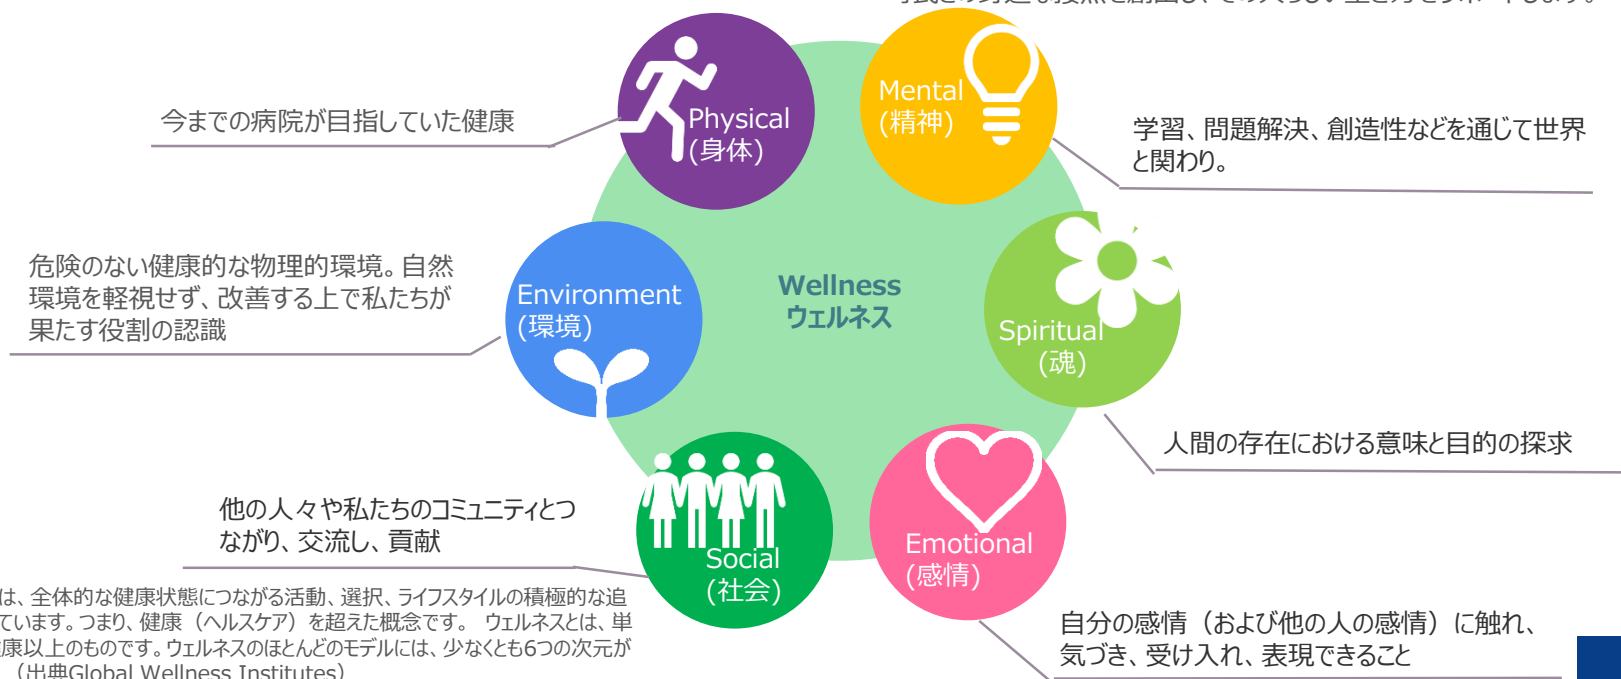 今までの病院が目指していた健康
Physical
(身体)
Mental
(精神)
学習、問題解決、創造性などを通じて世界
と関わり。
危険のない健康的な物理的環境。自然
環境を軽視せず、改善する上で私たちが
果たす役割の認識
Environment
(環境)
Wellness
ウェルネス
Spiritual
(魂)
人間の存在における意味と目的の探求
他の人々や私たちのコミュニティとつ
ながり、交流し、貢献
Social
(社会)
Emotional
(感情)
自分の感情（および他の人の感情）に触れ、
気づき、受け入れ、表現できること
は、全体的な健康状態につながる活動、選択、ライフスタイルの積極的な追
ています。つまり、健康（ヘルスケア）を超えた概念です。 ウェルネスとは、単
康以上のものです。ウェルネスのほとんどのモデルには、少なくとも6つの次元が
（出典Global Wellness Institutes）